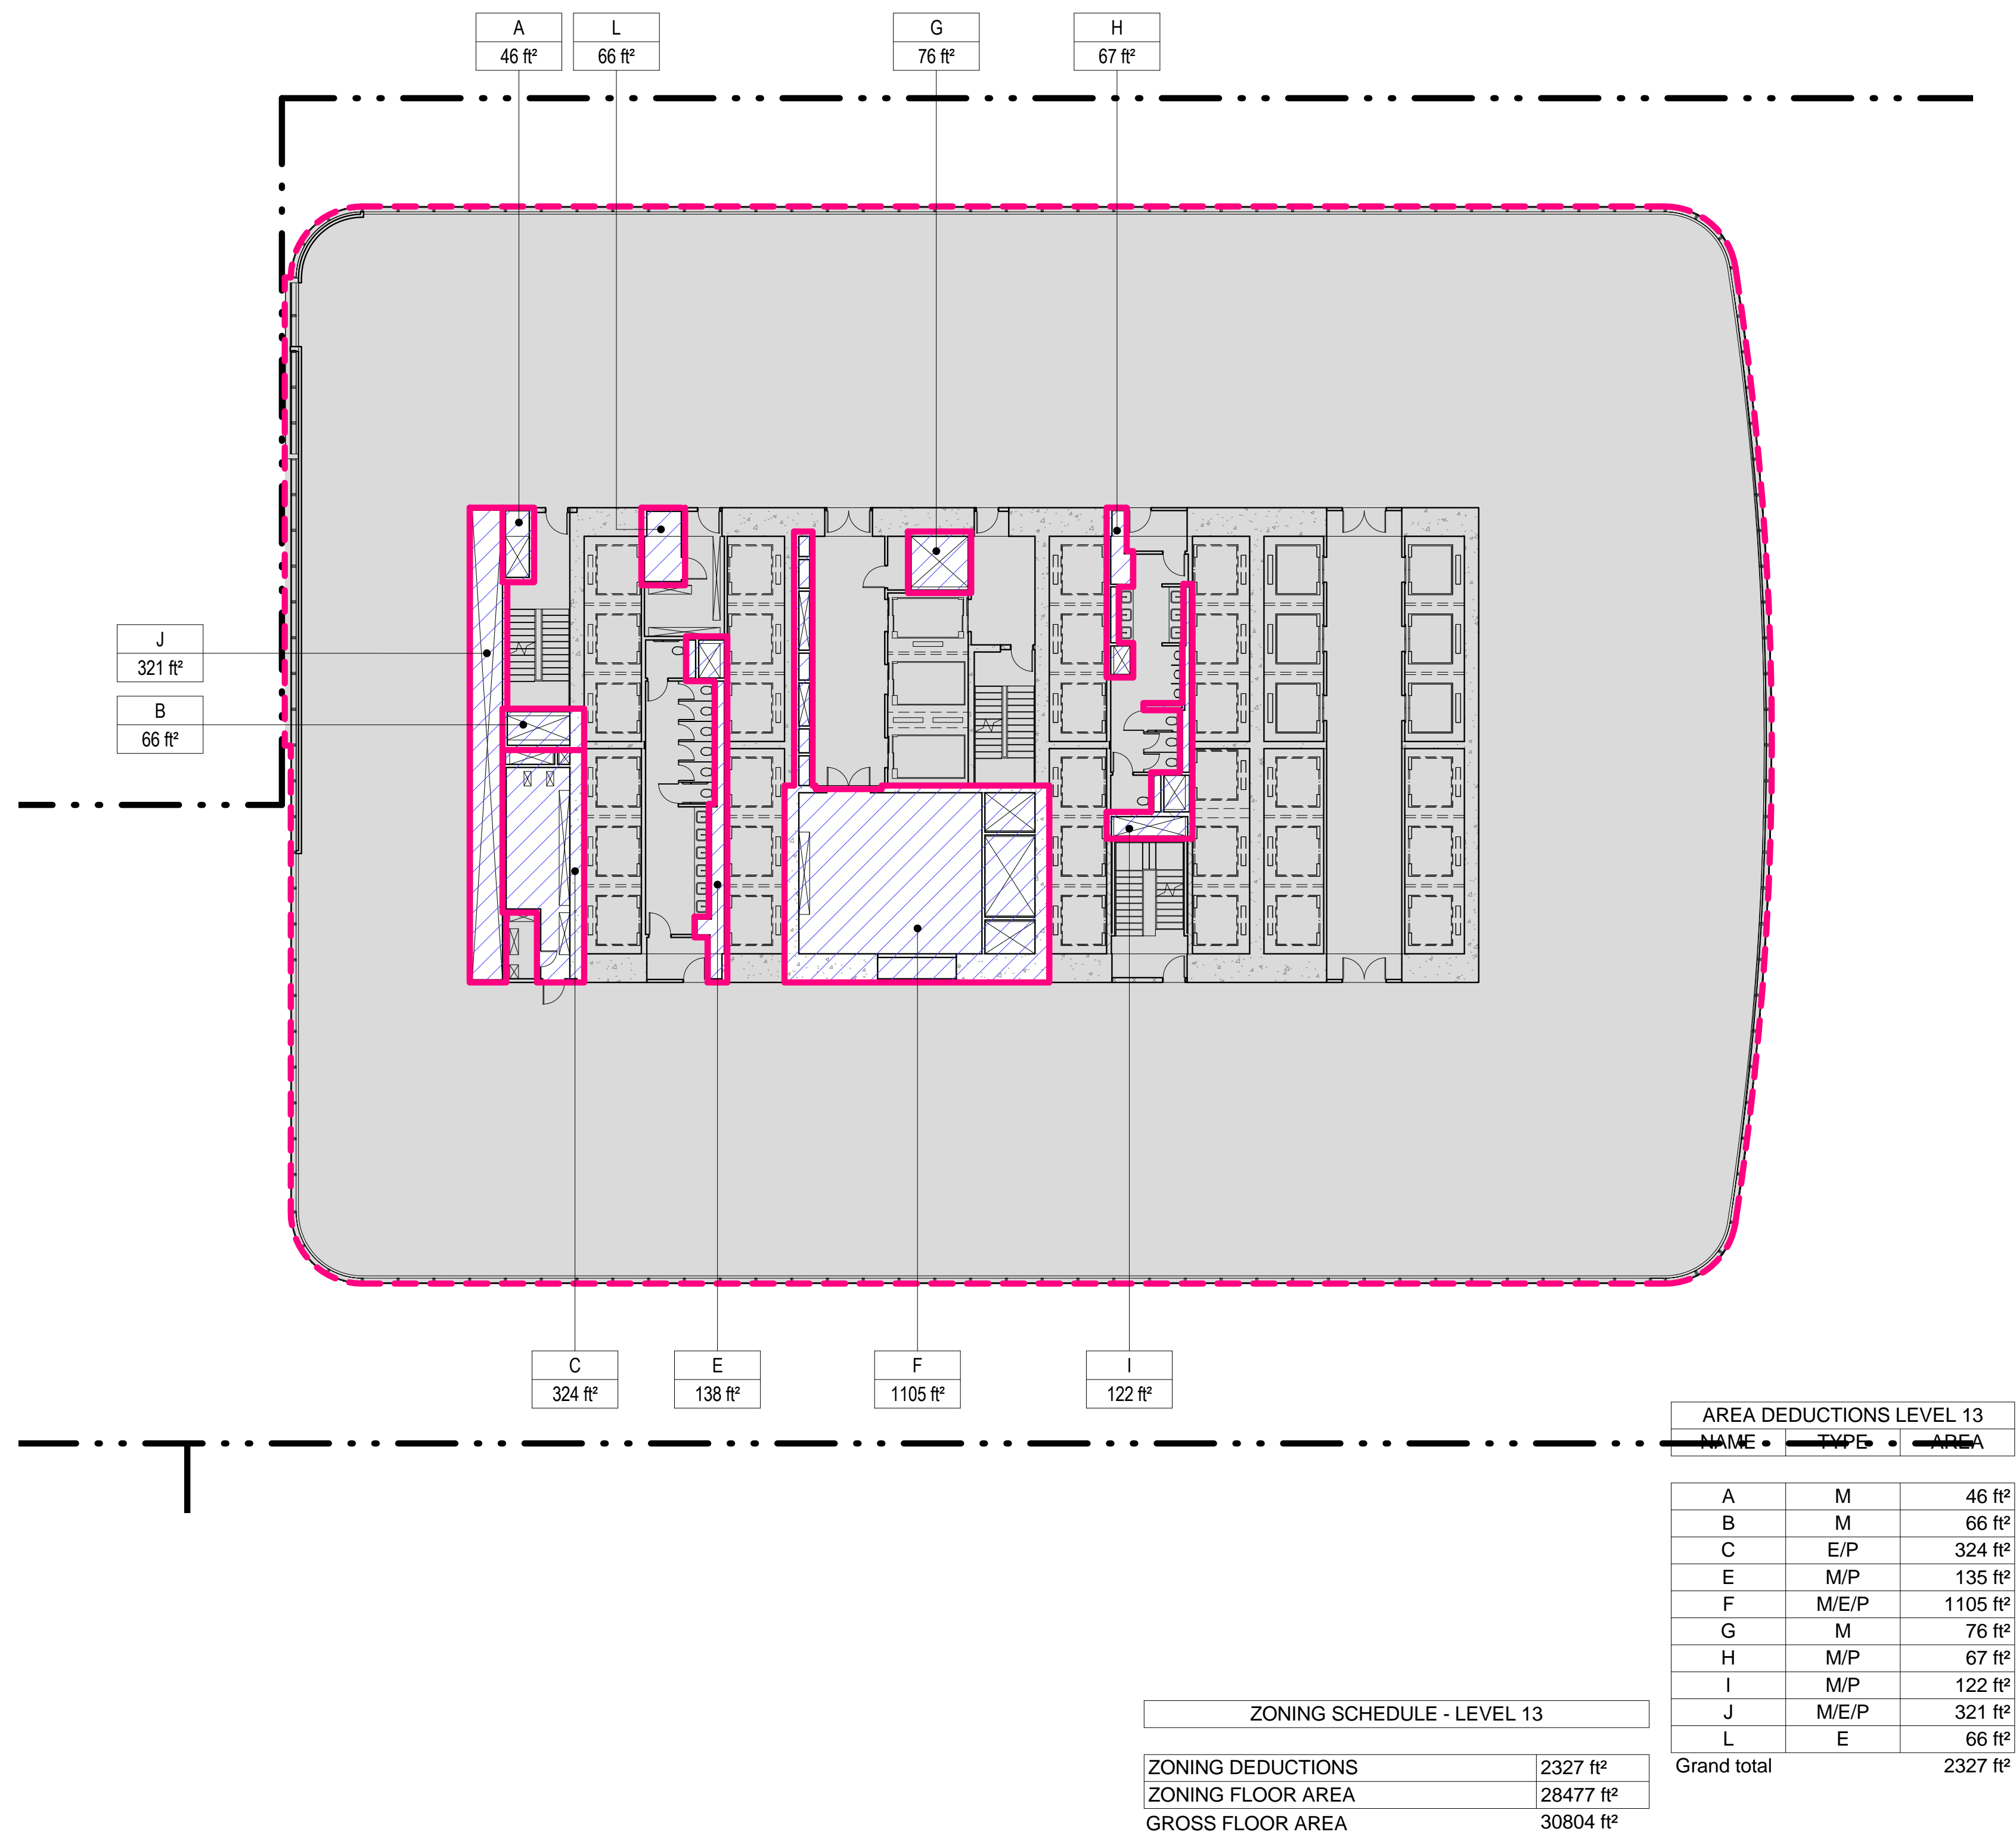 A
46 ft²
L
66 ft²
G
76 ft²
H
67 ft²
J
321 ft²
B
66 ft²
C
324 ft²
E
138 ft²
F
1105 ft²
I
122 ft²
AREA DEDUCTIONS LEVEL 13
NAME TYPE AREA
A M 46 ft²
B M 66 ft²
C E/P 324 ft²
E M/P 135 ft²
F M/E/P 1105 ft²
G M 76 ft²
H M/P 67 ft²
I M/P 122 ft²
J M/E/P 321 ft²
L E 66 ft²
Grand total 2327 ft²
ZONING SCHEDULE - LEVEL 13
ZONING DEDUCTIONS 2327 ft²
ZONING FLOOR AREA 28477 ft²
GROSS FLOOR AREA 30804 ft²